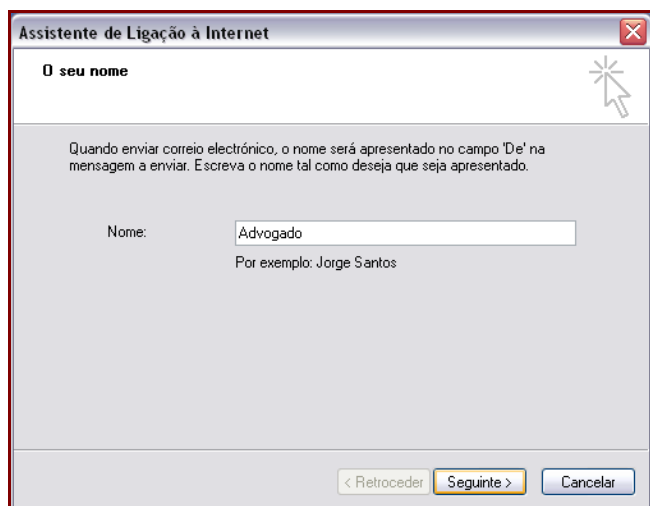 Assistente de Ligação à Internet
O seu nome
Quando enviar correio electrónico, o nome será apresentado no campo 'De' na
mensagem a enviar. Escreva o nome tal como deseja que seja apresentado.
Nome:
Advogado
Por exemplo: Jorge Santos
< Retroceder
Seguinte >
Cancelar